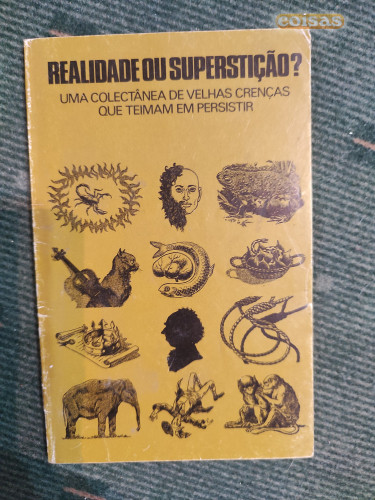 coisas
REALIDADE OU SUPERSTIÇÃO?
UMA COLECTÂNEA DE VELHAS CRENÇAS
QUE TEIMAM EM PERSISTIR